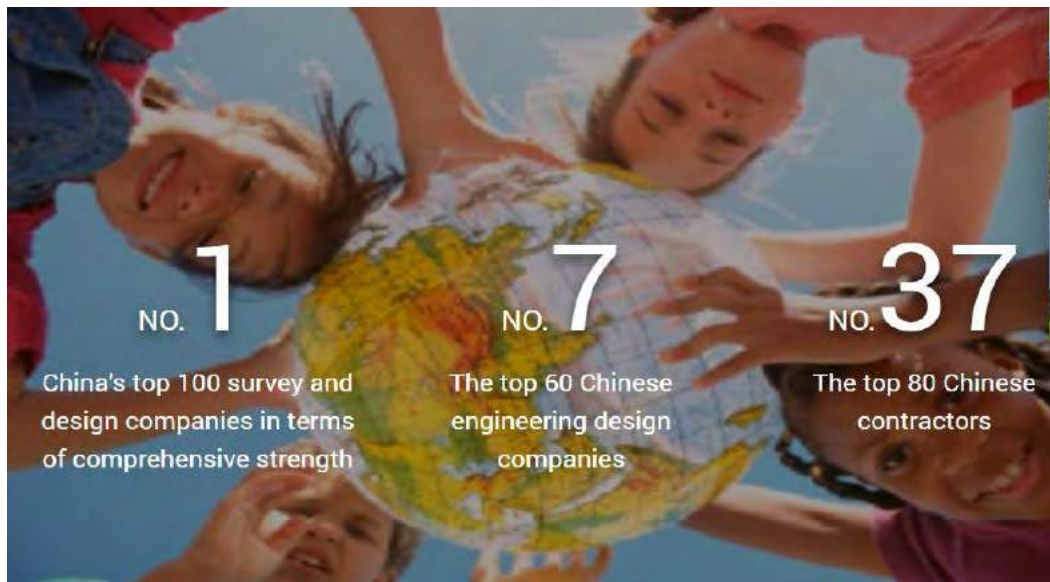 NO. 1
China's top 100 survey and
design companies in terms
of comprehensive strength
NO. 7
The top 60 Chinese
engineering design
companies
NO. 37
The top 80 Chinese
contractors